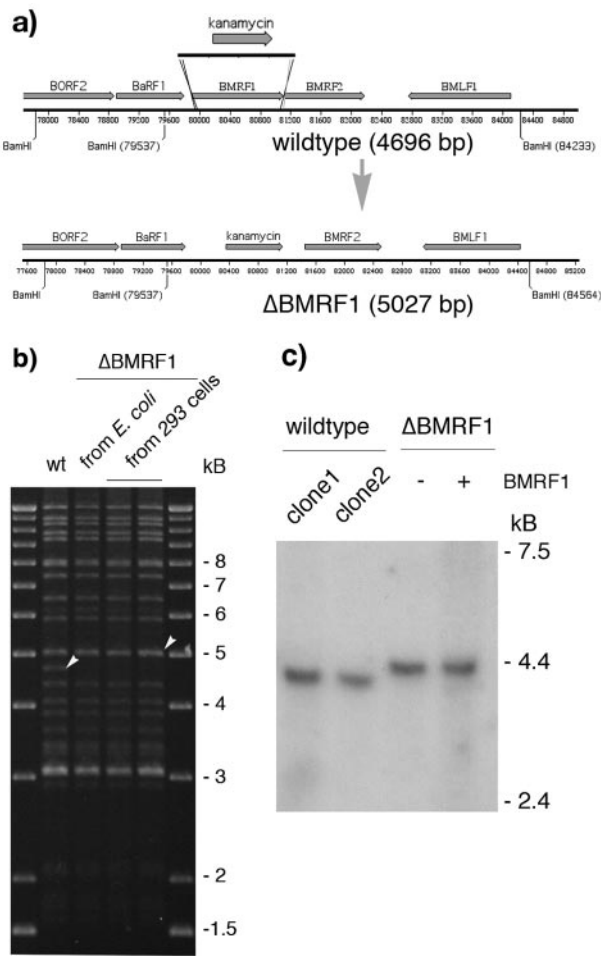 a)
kanamycin
BORF2 BaRF1 BMRF1 BMRF2 BMLF1
78000 78400 78800 79200 79600 80000 80400 80800 81200 81600 82000 82400 82800 83200 83600 84000 84400 84800
BamHI BamHI (79537) wildtype (4696 bp) BamHI (84233)
BORF2 BaRF1 kanamycin BMRF2 BMLF1
77600 78000 78400 78800 79200 79600 80000 80400 80800 81200 81600 82000 82400 82800 83200 83600 84000 84400 84800 85200
BamHI BamHI (79537) ΔBMRF1 (5027 bp) BamHI (84564)
b)
ΔBMRF1
wt
from E. coli
from 293 cells
kB
- 8
- 7
- 6
- 5
- 4
- 3
- 2
- 1.5
c)
wildtype ΔBMRF1
clone1 clone2 - + BMRF1
kB
- 7.5
- 4.4
- 2.4